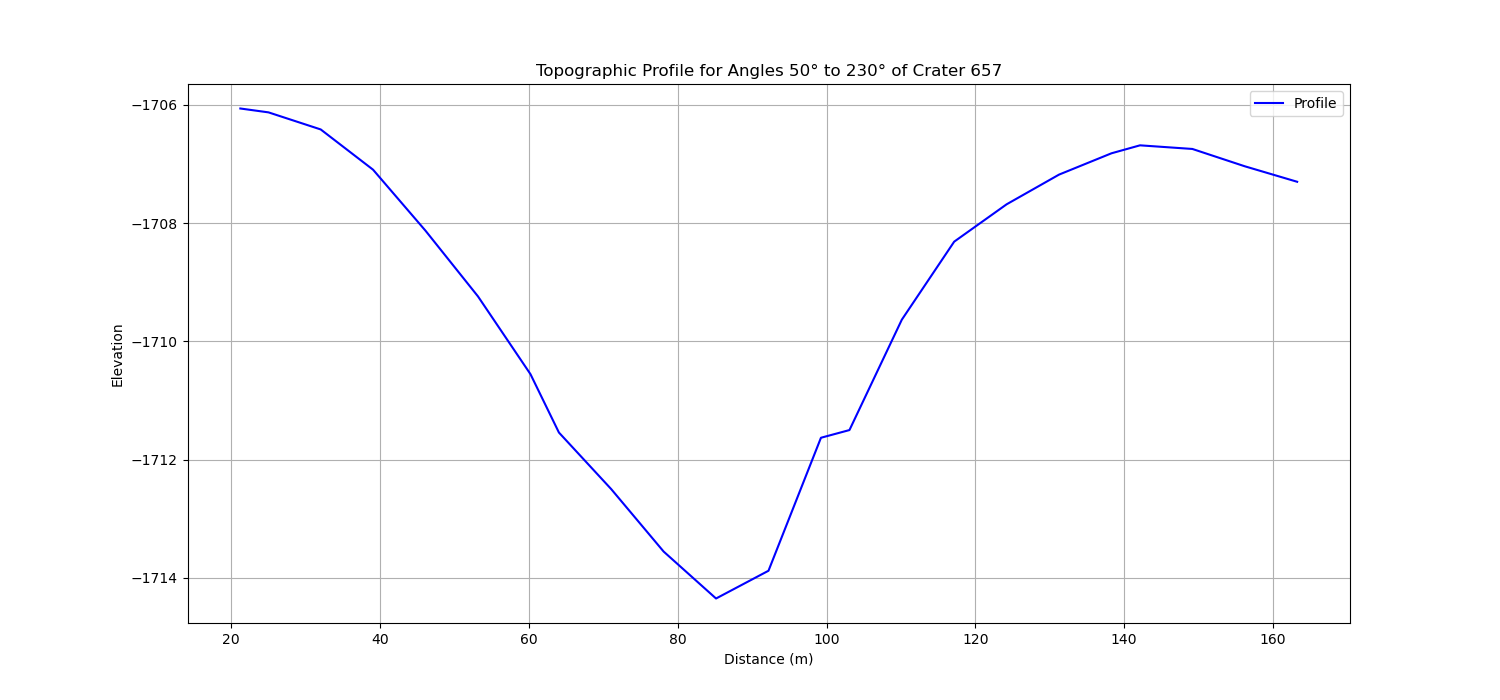 Topographic Profile for Angles 50° to 230° of Crater 657
Profile
−1706
−1708
−1710
−1712
−1714
Elevation
20 40 60 80 100 120 140 160
Distance (m)